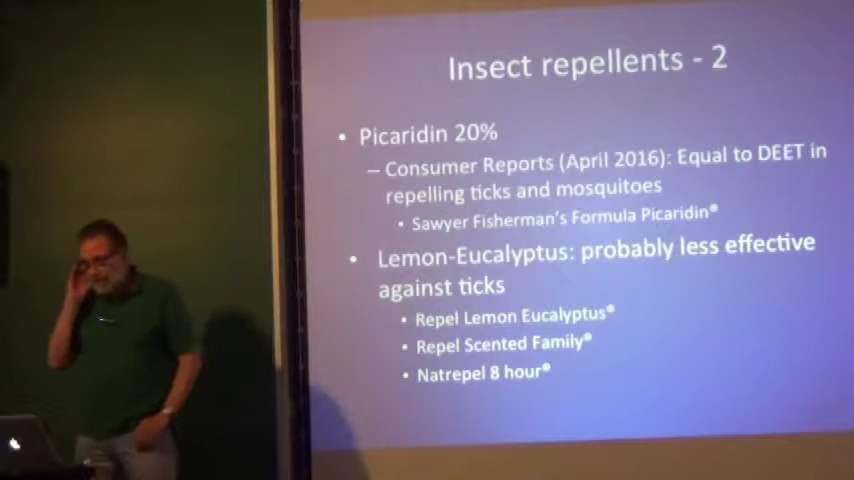 Insect repellents - 2
• Picaridin 20%
– Consumer Reports (April 2016): Equal to DEET in
repelling ticks and mosquitoes
• Sawyer Fisherman's Formula Picaridin®
• Lemon-Eucalyptus: probably less effective
against ticks
• Repel Lemon Eucalyptus®
• Repel Scented Family®
• Natrepel 8 hour®